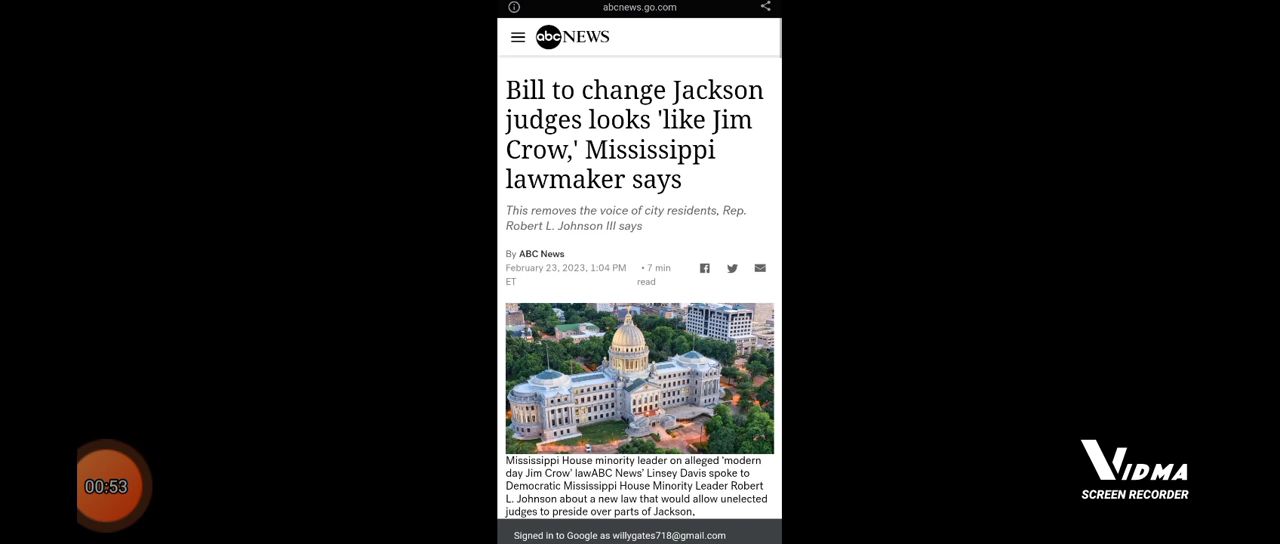 abcnews.go.com
abc NEWS
Bill to change Jackson
judges looks 'like Jim
Crow,' Mississippi
lawmaker says
This removes the voice of city residents, Rep.
Robert L. Johnson III says
By ABC News
February 23, 2023, 1:04 PM
ET
• 7 min
read
Mississippi House minority leader on alleged 'modern
day Jim Crow' lawABC News' Linsey Davis spoke to
Democratic Mississippi House Minority Leader Robert
L. Johnson about a new law that would allow unelected
judges to preside over parts of Jackson,
Signed in to Google as willygates718@gmail.com
00:53
VIDMA
SCREEN RECORDER